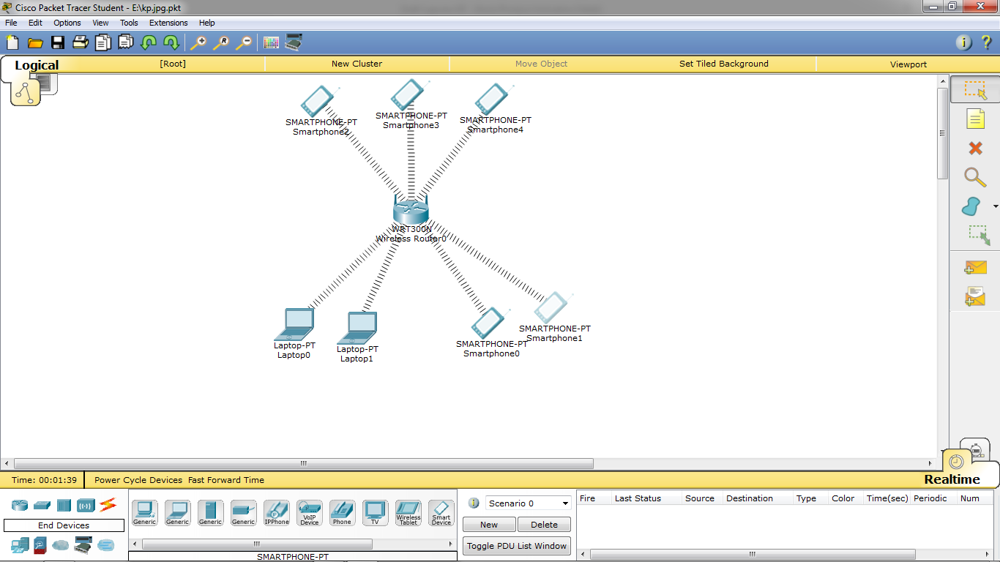 Cisco Packet Tracer Student - E:\kp.jpg.pkt
File Edit Options View Tools Extensions Help
Logical [Root] New Cluster Move Object Set Tiled Background Viewport
SMARTPHONE-PT
Smartphone2
SMARTPHONE-PT
Smartphone3
SMARTPHONE-PT
Smartphone4
WRT300N
Wireless Router0
Laptop-PT
Laptop0
Laptop-PT
Laptop1
SMARTPHONE-PT
Smartphone0
SMARTPHONE-PT
Smartphone1
Realtime
Time: 00:01:39 Power Cycle Devices Fast Forward Time
End Devices
Generic Generic Generic Generic IPPhone VoIP Device Phone TV Wireless Tablet Smart Device
SMARTPHONE-PT
Scenario 0
New Delete
Toggle PDU List Window
Fire Last Status Source Destination Type Color Time(sec) Periodic Num